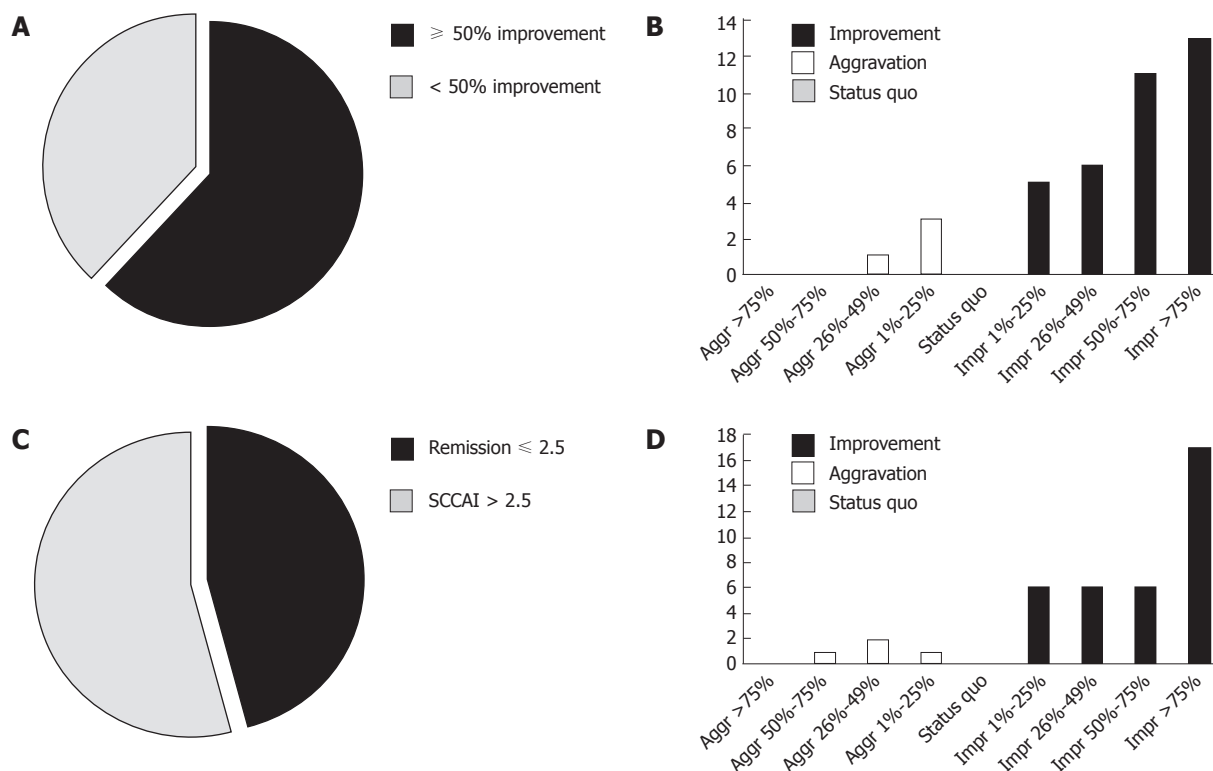 A
≥ 50% improvement
< 50% improvement
B
14
12
10
8
6
4
2
0
Improvement
Aggravation
Status quo
Aggr >75%
Aggr 50%-75%
Aggr 26%-49%
Aggr 1%-25%
Status quo
Impr 1%-25%
Impr 26%-49%
Impr 50%-75%
Impr >75%
C
Remission ≤ 2.5
SCCAI > 2.5
D
18
16
14
12
10
8
6
4
2
0
Improvement
Aggravation
Status quo
Aggr >75%
Aggr 50%-75%
Aggr 26%-49%
Aggr 1%-25%
Status quo
Impr 1%-25%
Impr 26%-49%
Impr 50%-75%
Impr >75%